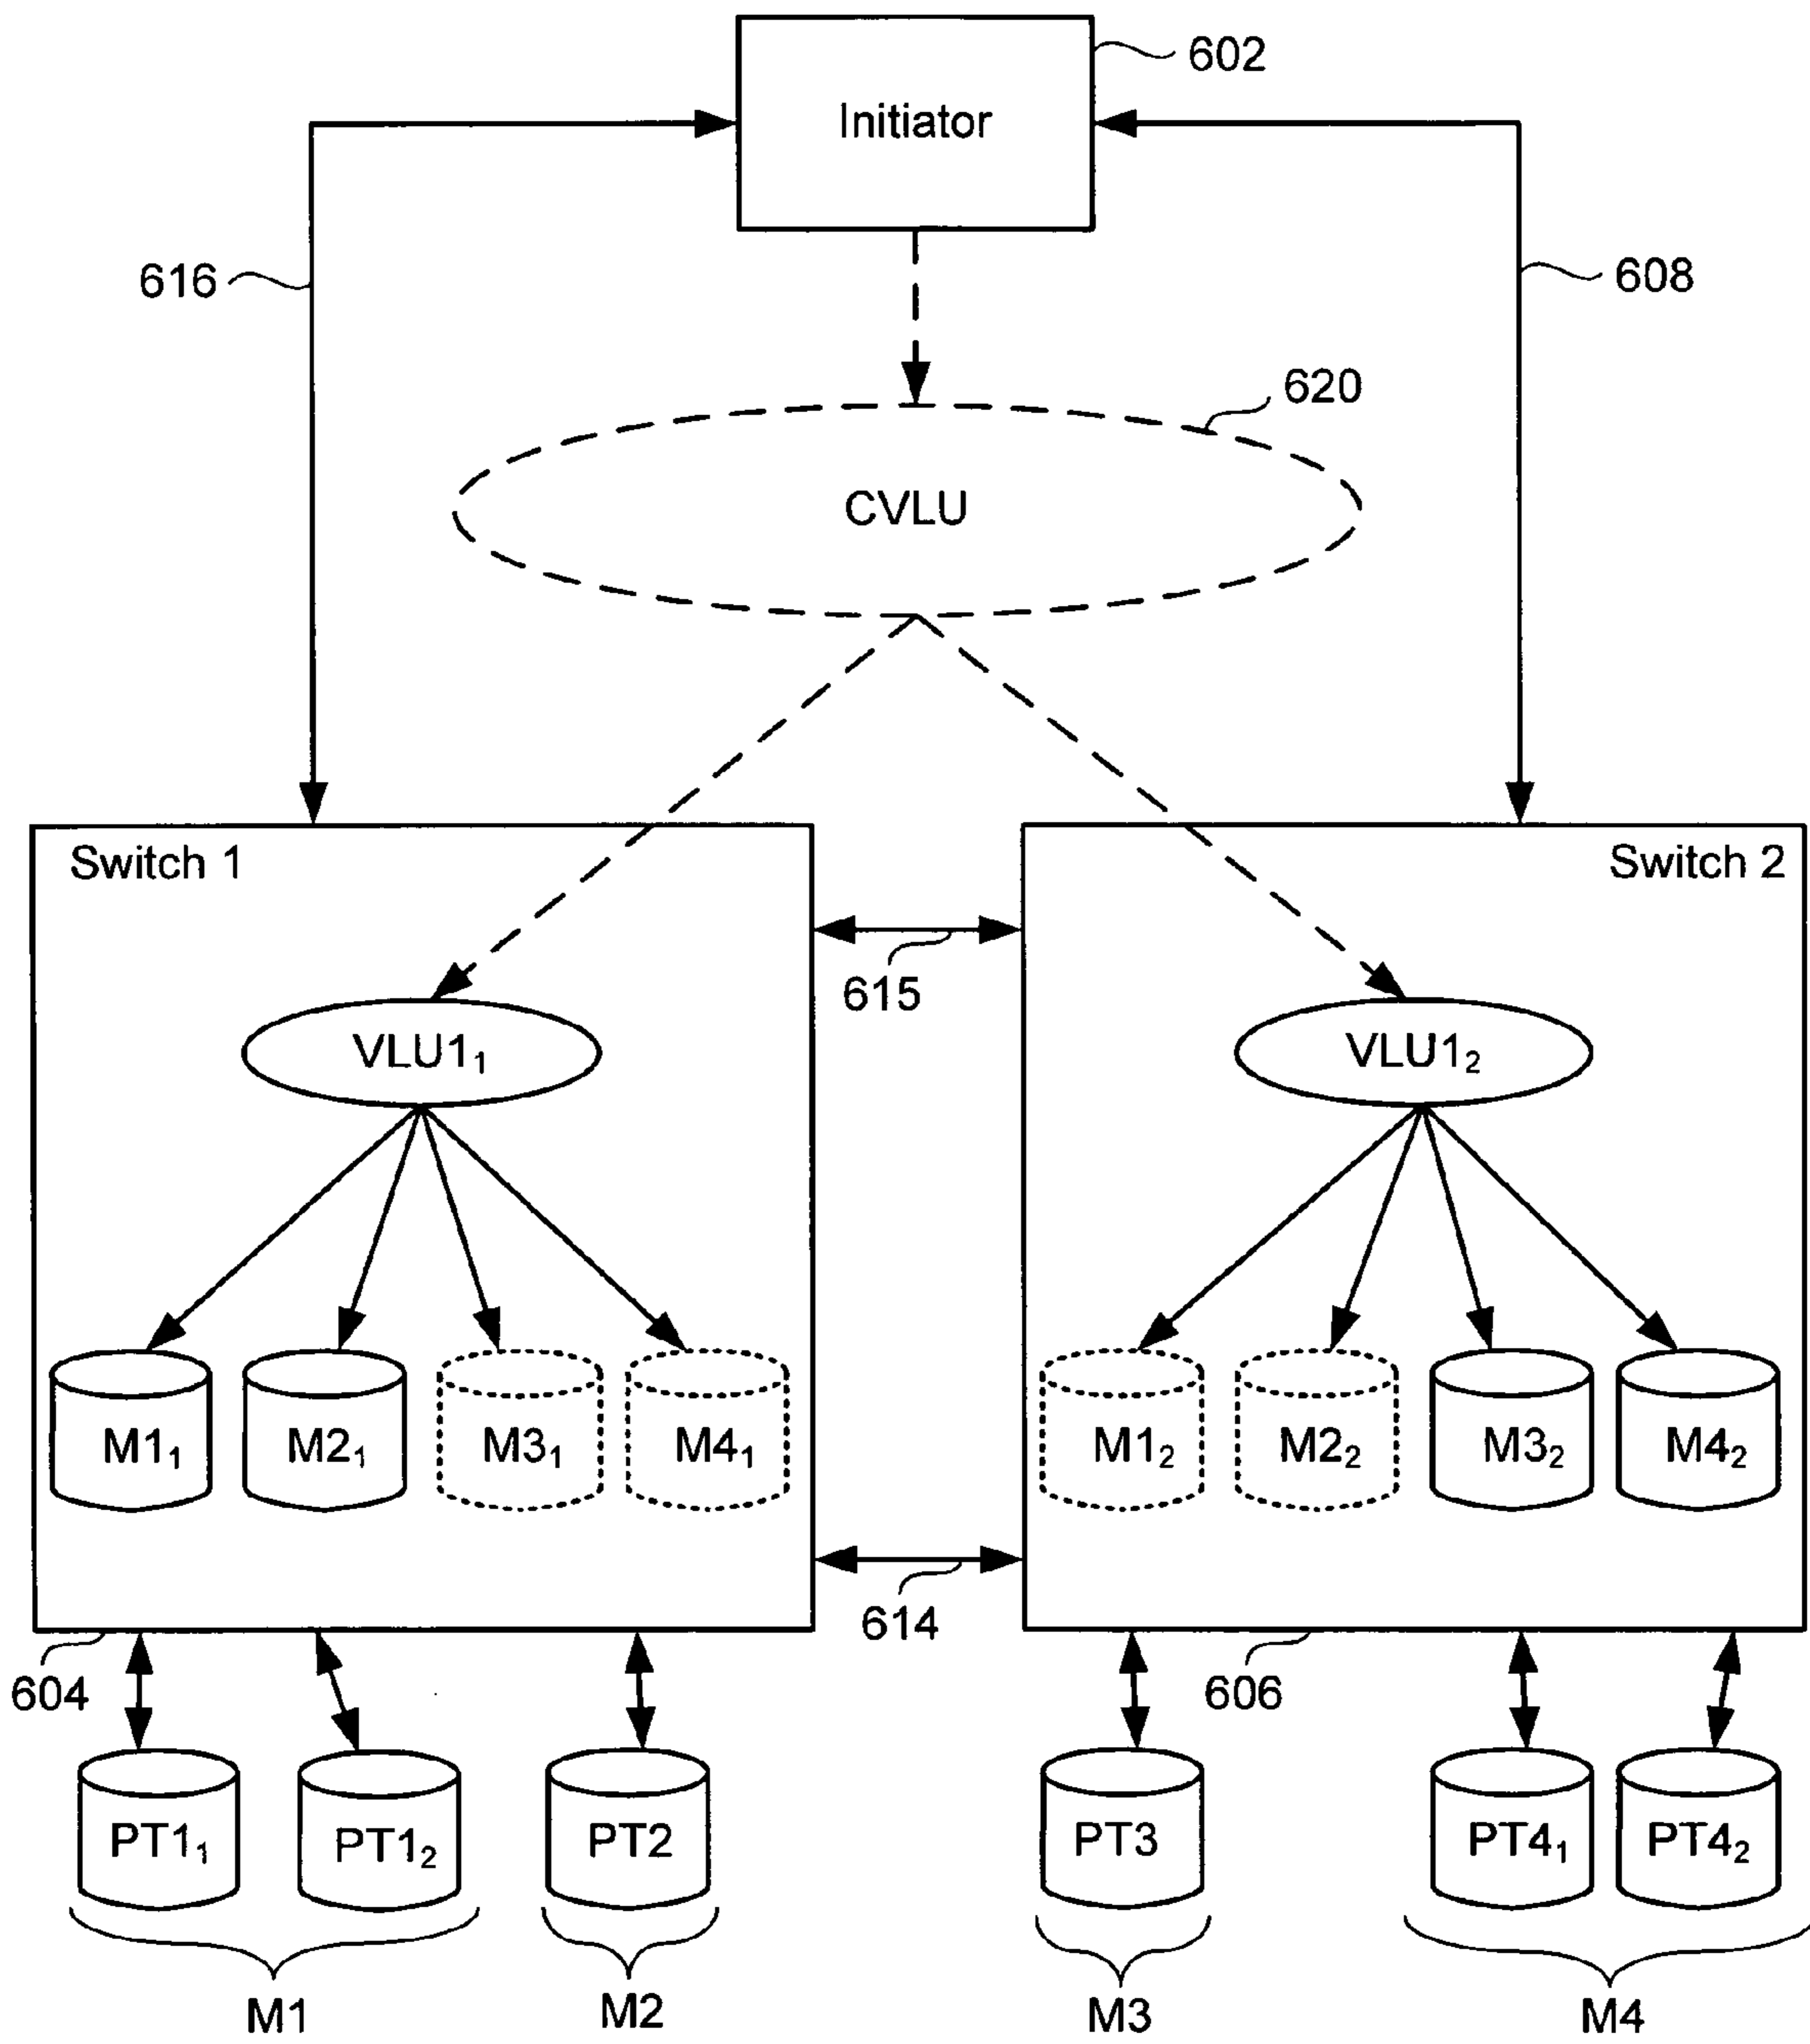 602
Initiator
616
608
620
CVLU
Switch 1
Switch 2
615
VLU1₁
VLU1₂
M1₁ M2₁ M3₁ M4₁
M1₂ M2₂ M3₂ M4₂
614
604
606
PT1₁ PT1₂ PT2
PT3 PT4₁ PT4₂
M1 M2 M3 M4